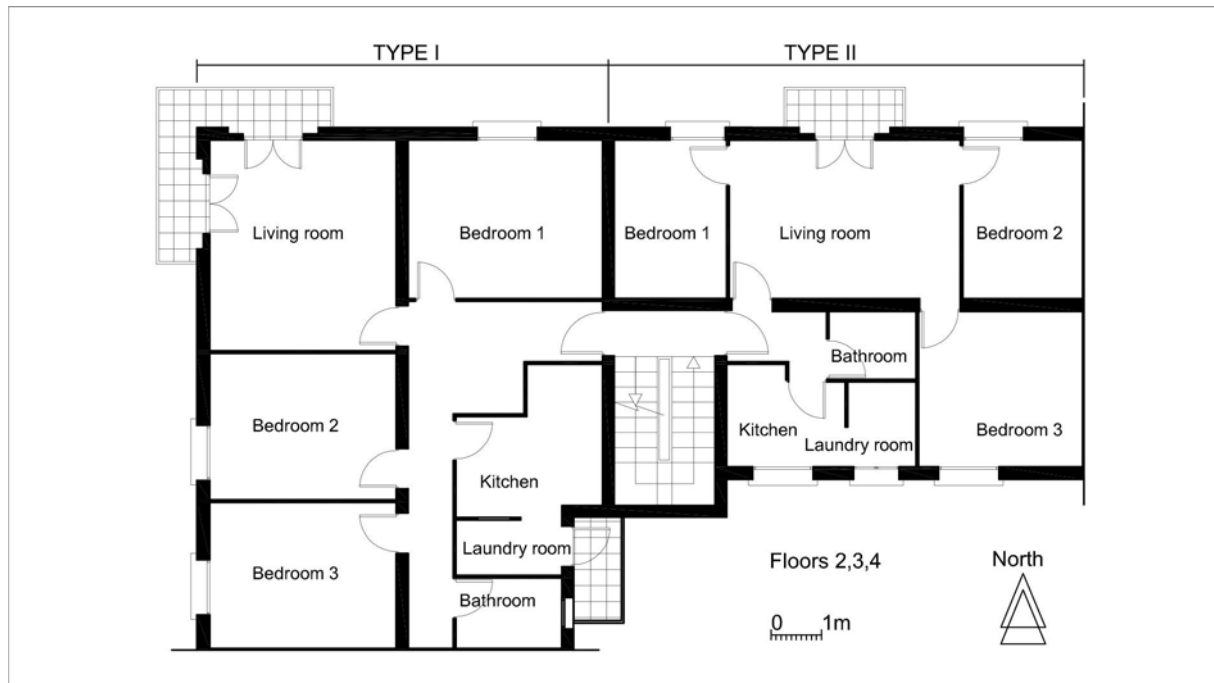 TYPE I
TYPE II
Living room
Bedroom 1
Bedroom 1
Living room
Bedroom 2
Bathroom
Bedroom 2
Kitchen
Bedroom 3
Laundry room
Kitchen
Laundry room
Bedroom 3
Bathroom
Floors 2,3,4
North
0 1m